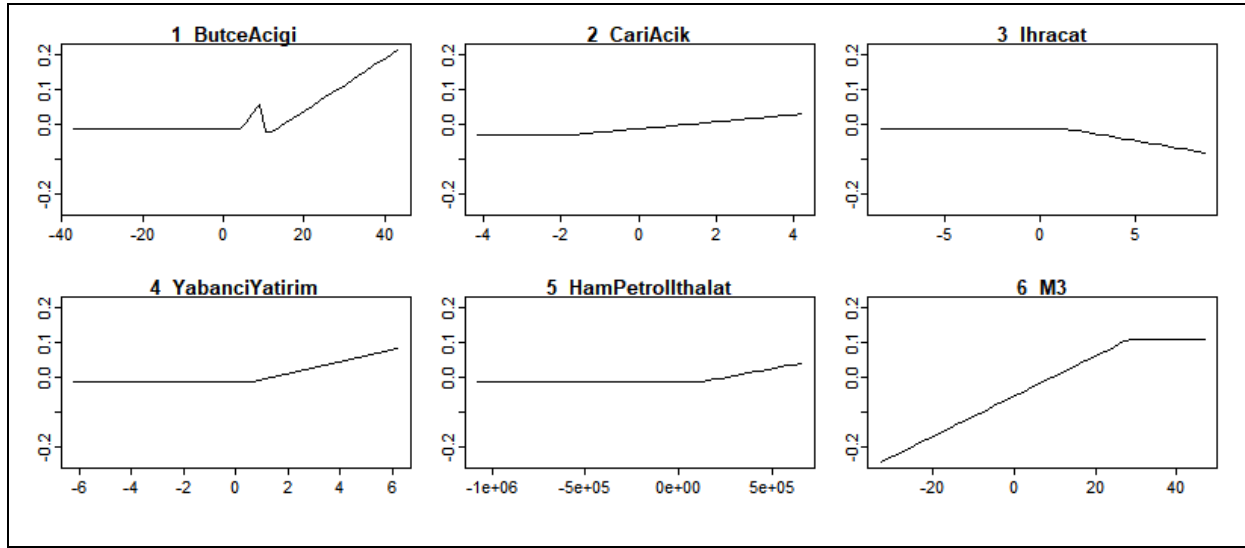 1 ButceAcigi
0.2
0.1
0.0
-0.2
-40 -20 0 20 40
2 CariAcik
0.2
0.1
0.0
-0.2
-4 -2 0 2 4
3 Ihracat
0.2
0.1
0.0
-0.2
-5 0 5
4 YabanciYatirim
0.2
0.1
0.0
-0.2
-6 -4 -2 0 2 4 6
5 HamPetrolIthalat
0.2
0.1
0.0
-0.2
-1e+06 -5e+05 0e+00 5e+05
6 M3
0.2
0.1
0.0
-0.2
-20 0 20 40